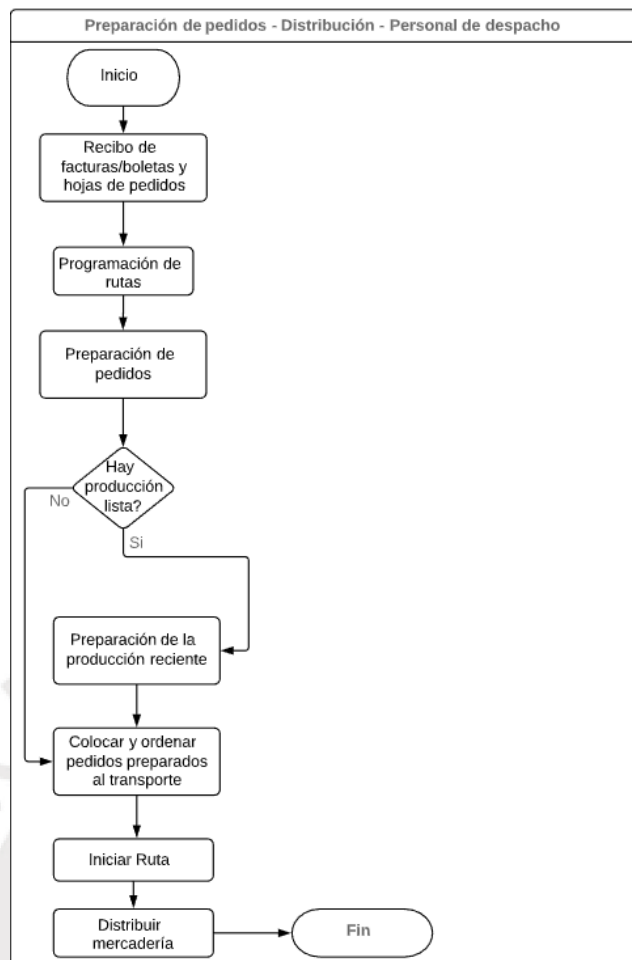 Preparación de pedidos - Distribución - Personal de despacho
Inicio
Recibo de
facturas/boletas y
hojas de pedidos
Programación de
rutas
Preparación de
pedidos
Hay
producción
lista?
No
Si
Preparación de la
producción reciente
Colocar y ordenar
pedidos preparados
al transporte
Iniciar Ruta
Distribuir
mercadería
Fin